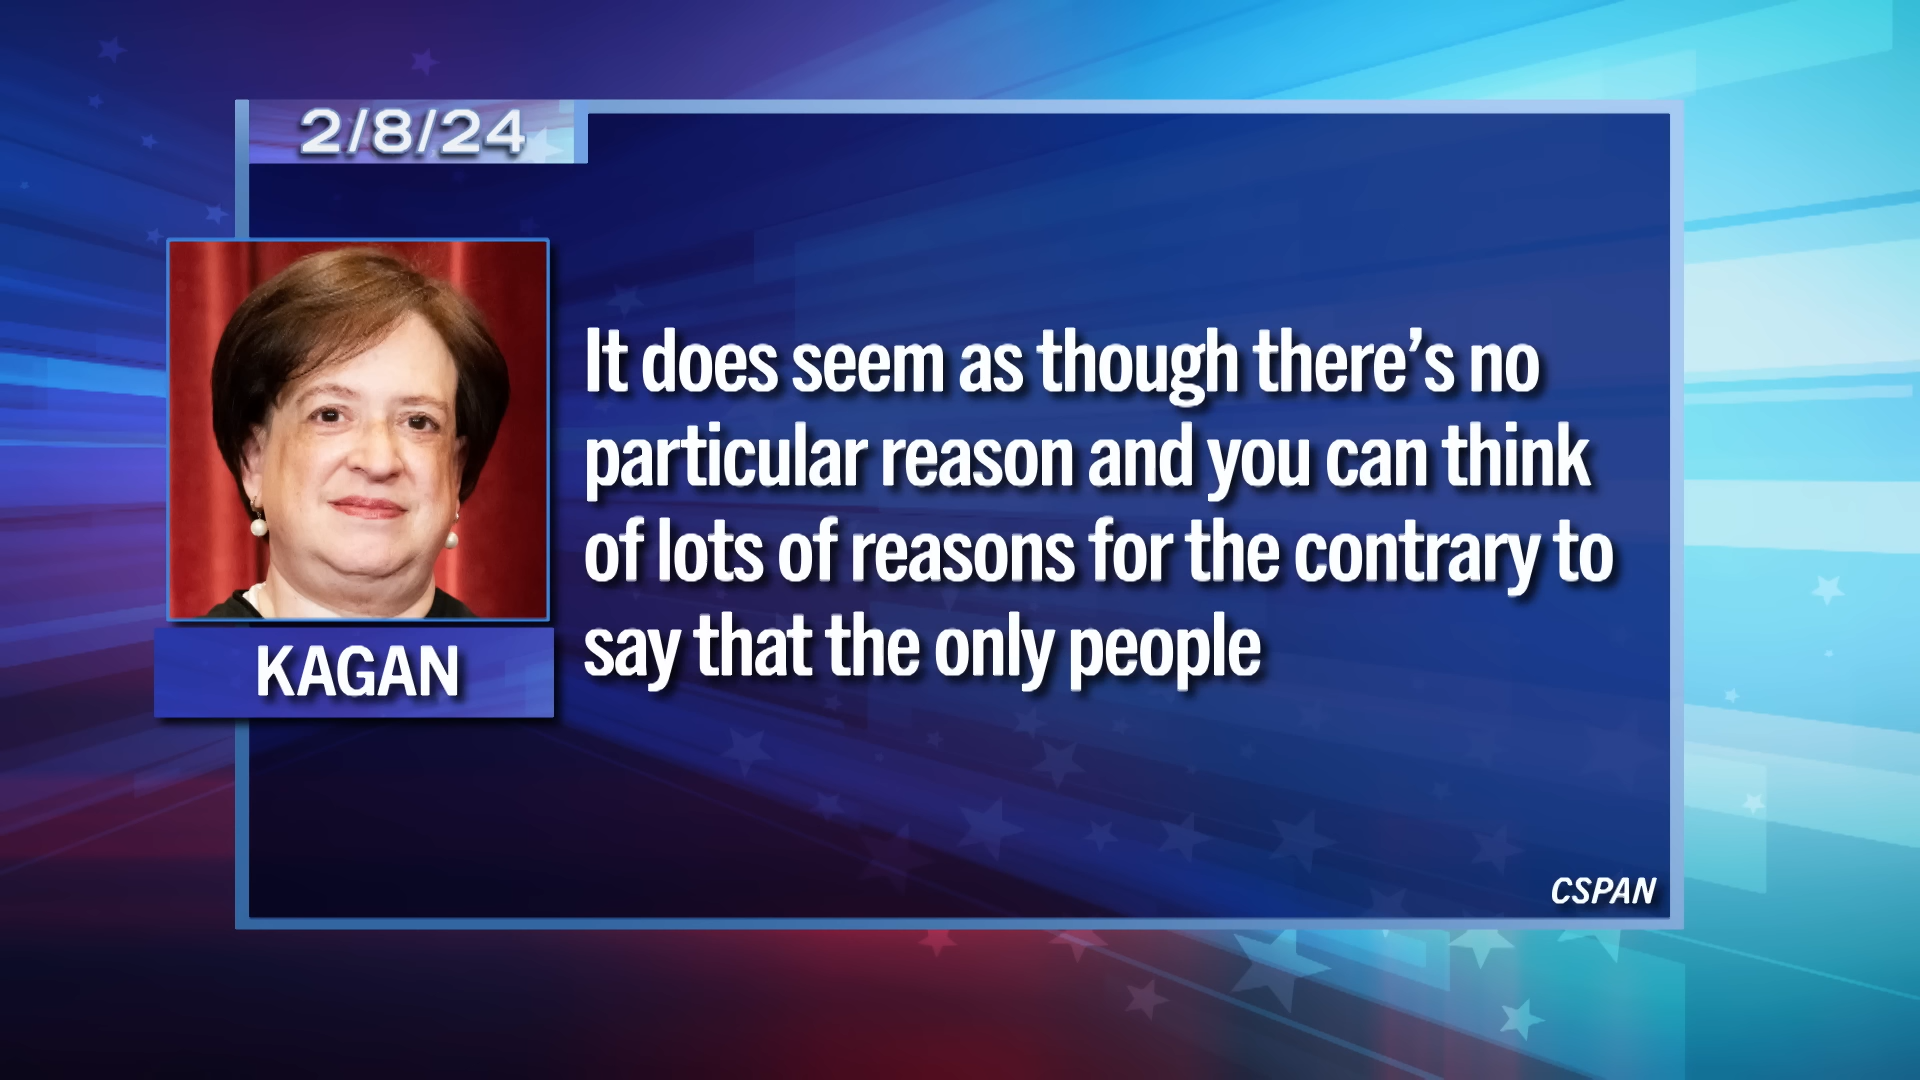 2/8/24
KAGAN
It does seem as though there's no
particular reason and you can think
of lots of reasons for the contrary to
say that the only people
CSPAN